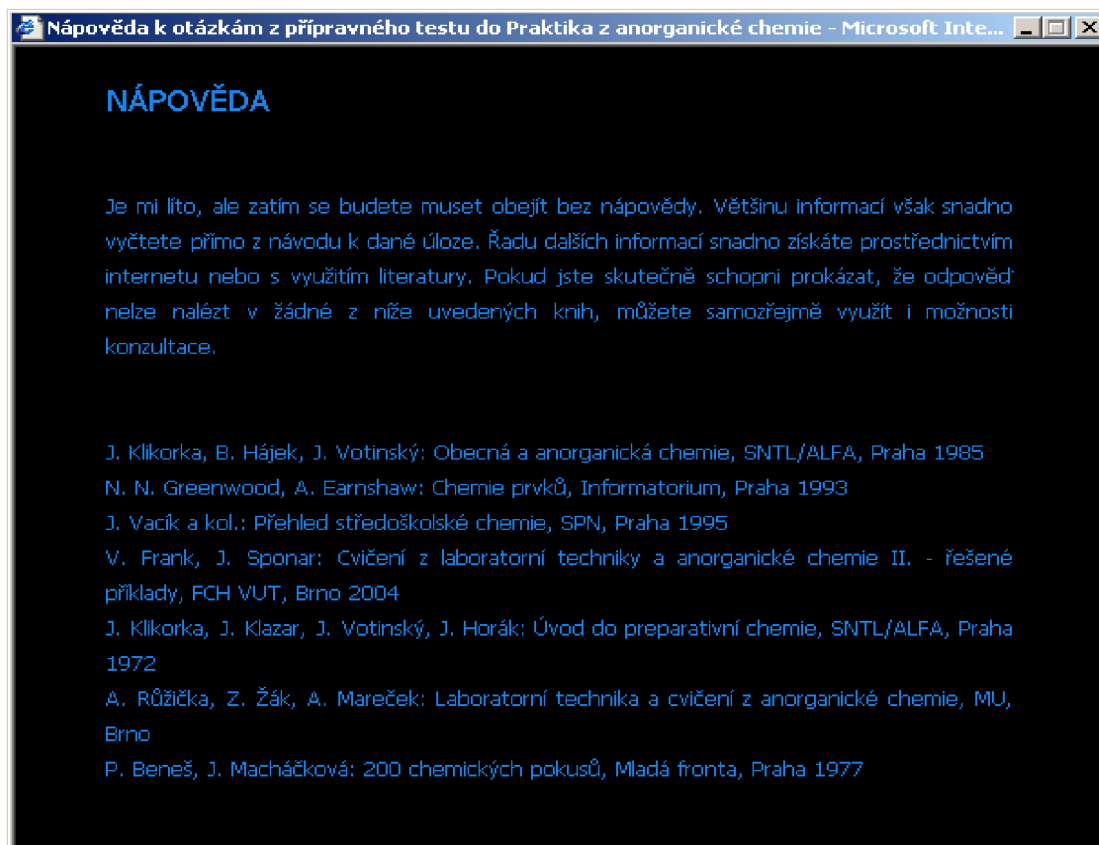 Nápověda k otázkám z přípravného testu do Praktika z anorganické chemie - Microsoft Inte...
NÁPOVĚDA
Je mi líto, ale zatím se budete muset obejít bez nápovědy. Většinu informací však snadno
vyčtete přímo z návodu k dané úloze. Řadu dalších informací snadno získáte prostřednictvím
internetu nebo s využitím literatury. Pokud jste skutečně schopni prokázat, že odpověď
nelze nalézt v žádné z níže uvedených knih, můžete samozřejmě využít i možnosti
konzultace.
J. Klikorka, B. Hájek, J. Votinský: Obecná a anorganická chemie, SNTL/ALFA, Praha 1985
N. N. Greenwood, A. Earnshaw: Chemie prvků, Informatorium, Praha 1993
J. Vacík a kol.: Přehled středoškolské chemie, SPN, Praha 1995
V. Frank, J. Sponar: Cvičení z laboratorní techniky a anorganické chemie II. - řešené
příklady, FCH VUT, Brno 2004
J. Klikorka, J. Klazar, J. Votinský, J. Horák: Úvod do preparativní chemie, SNTL/ALFA, Praha
1972
A. Růžička, Z. Žák, A. Mareček: Laboratorní technika a cvičení z anorganické chemie, MU,
Brno
P. Beneš, J. Macháčková: 200 chemických pokusů, Mladá fronta, Praha 1977